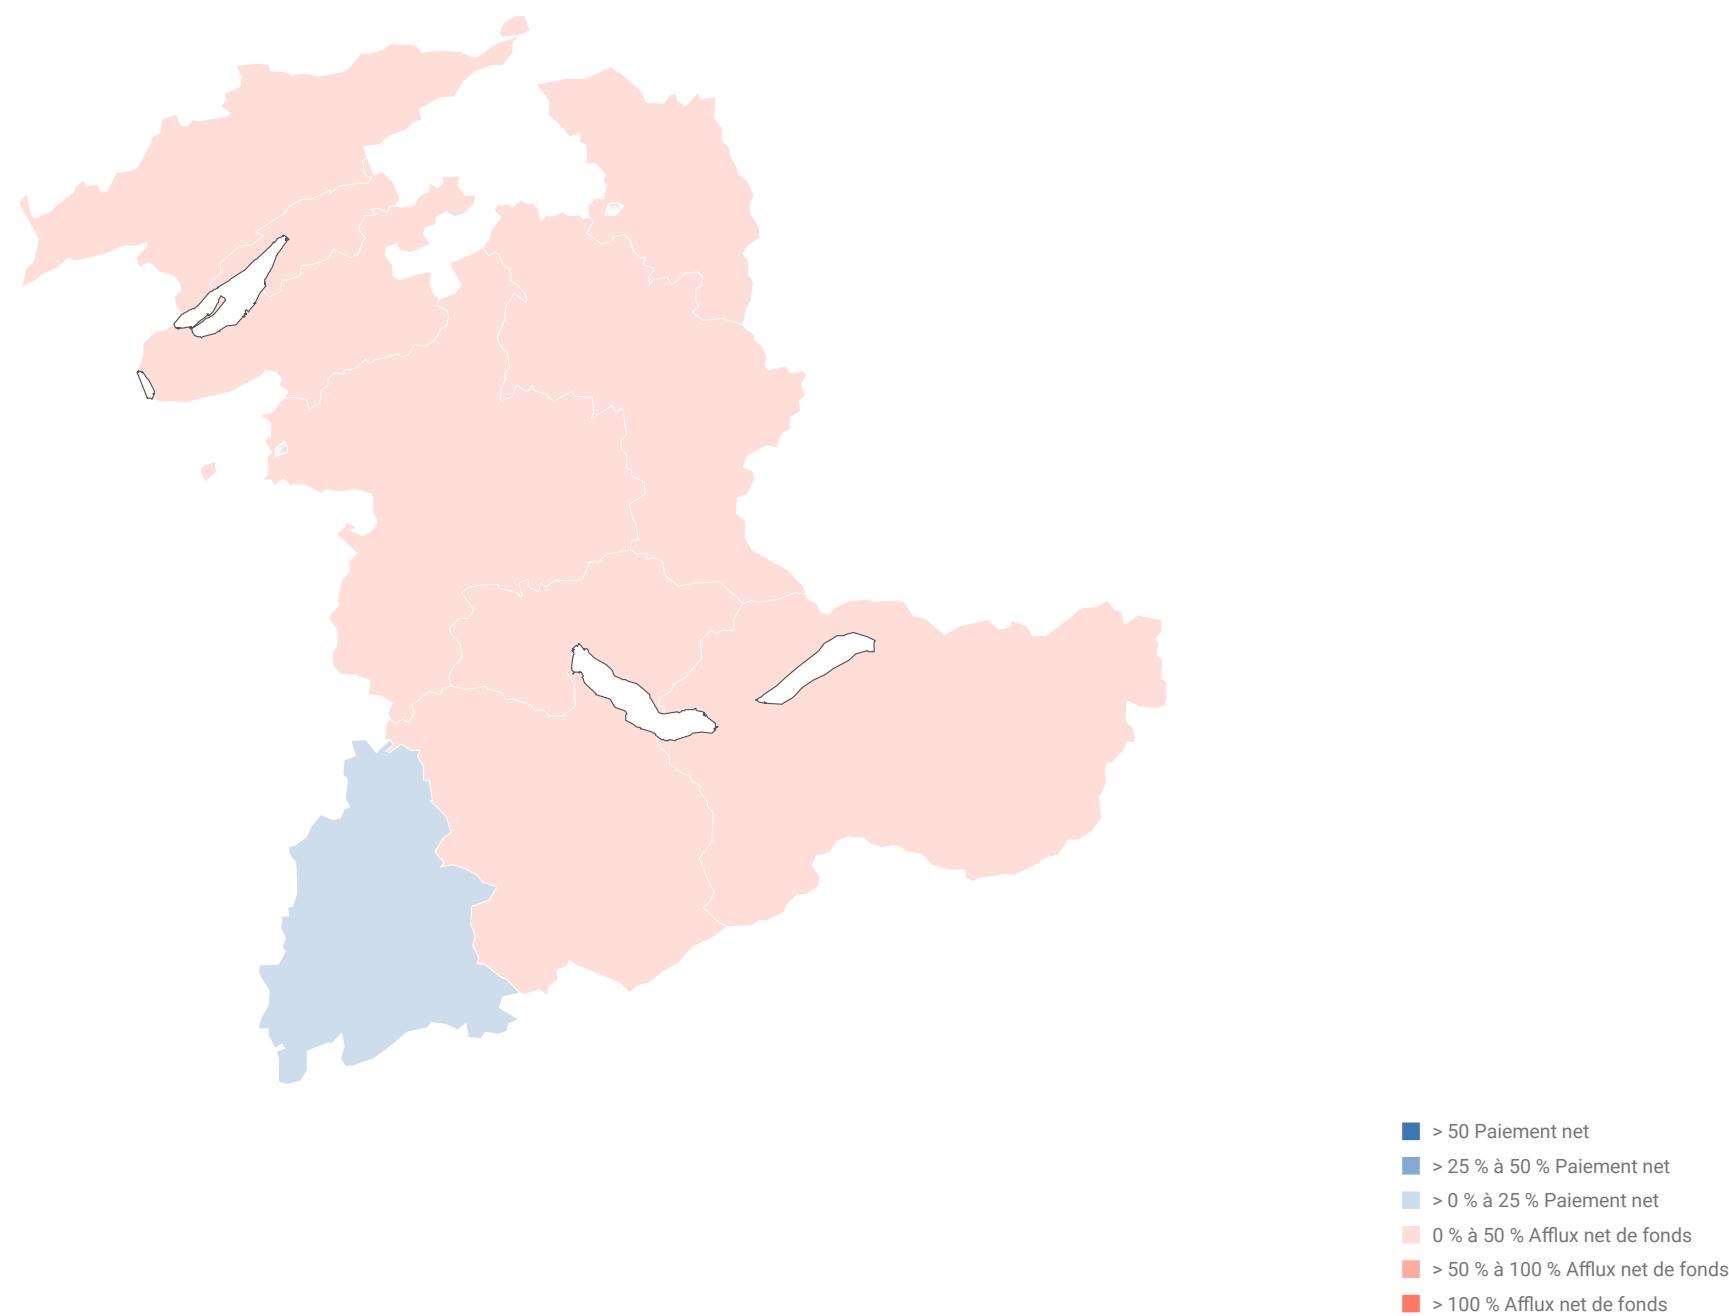 > 50 Paiement net
> 25 % à 50 % Paiement net
> 0 % à 25 % Paiement net
0 % à 50 % Afflux net de fonds
> 50 % à 100 % Afflux net de fonds
> 100 % Afflux net de fonds